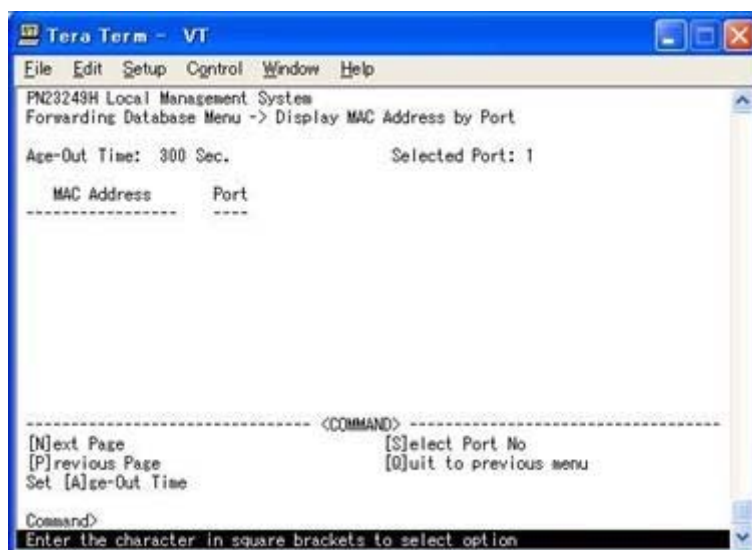 Tera Term - VT
File Edit Setup Control Window Help
PN23249H Local Management System
Forwarding Database Menu -> Display MAC Address by Port
Age-Out Time: 300 Sec. Selected Port: 1
MAC Address Port
----------------- ----
-------------------------------- <COMMAND> -----------------------------------
[N]ext Page [S]elect Port No
[P]revious Page [Q]uit to previous menu
Set [A]ge-Out Time
Command>
Enter the character in square brackets to select option